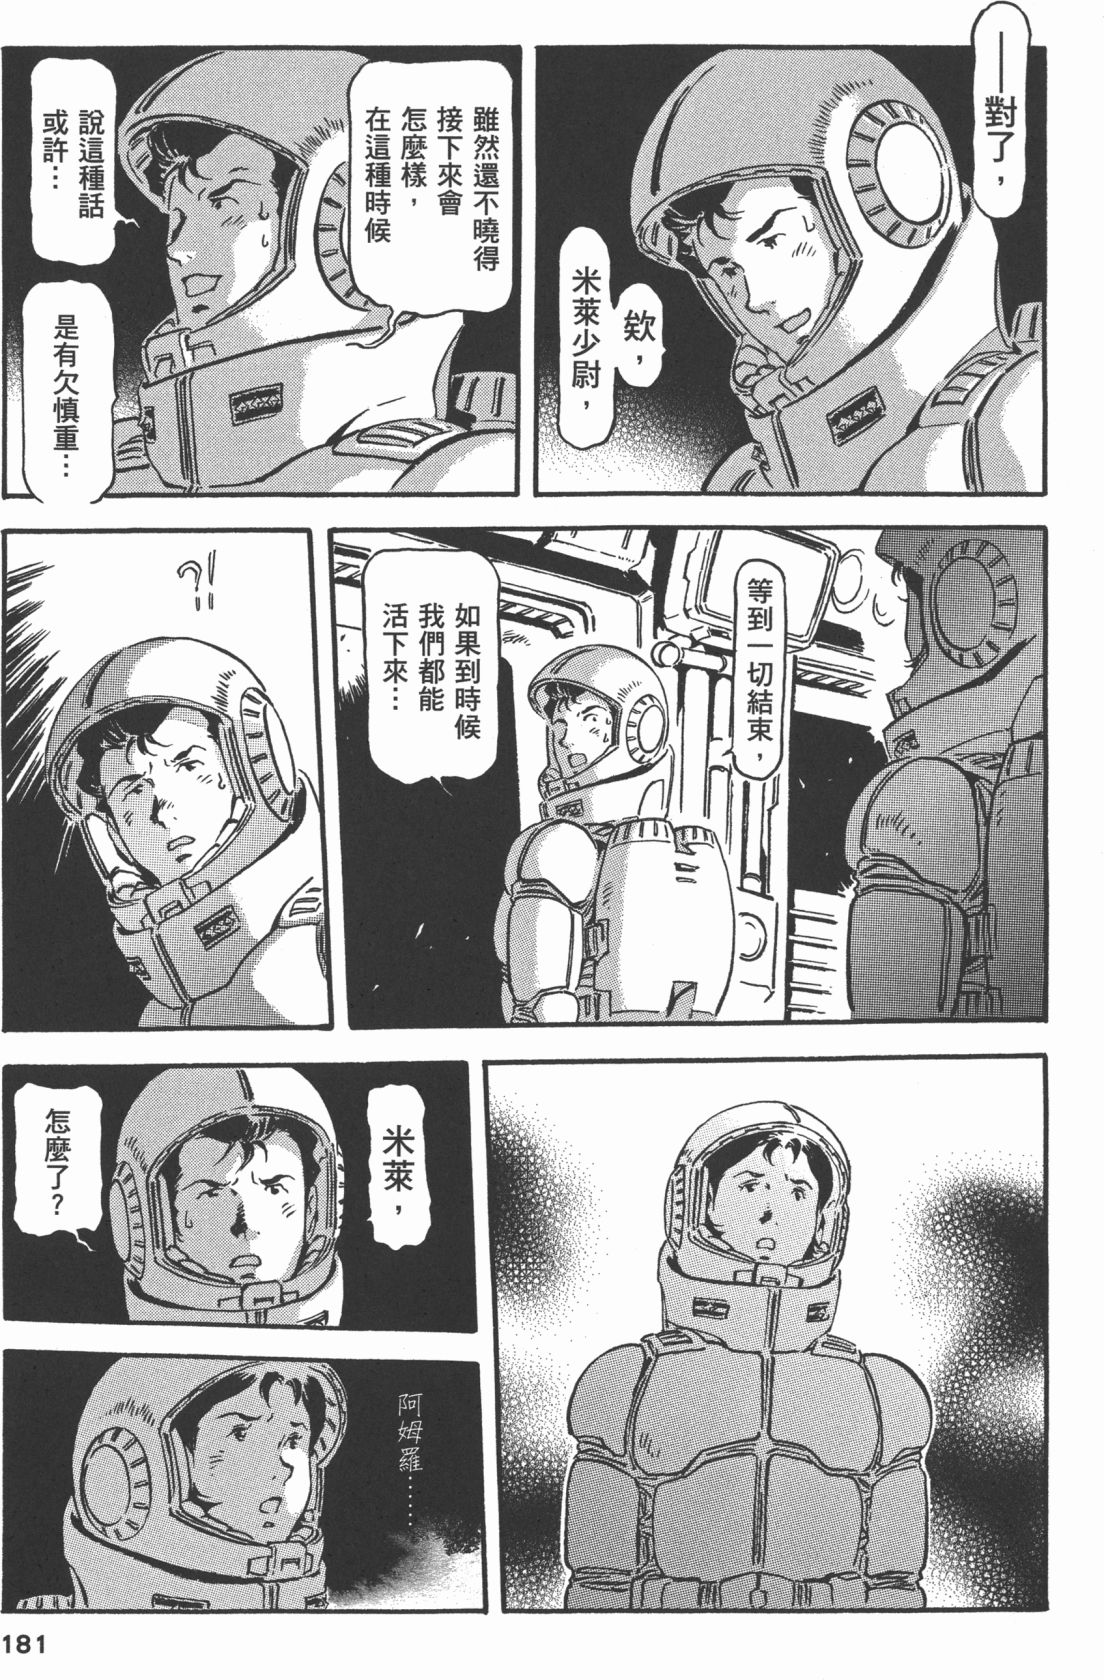 ──對了，
欸，
米萊少尉，
雖然還不曉得
接下來會
怎麼樣，
在這種時候
說這種話
或許…
是有欠慎重…
等到一切結束，
如果到時候
我們都能
活下來…
?!
米萊，
怎麼了？
阿姆羅……
181